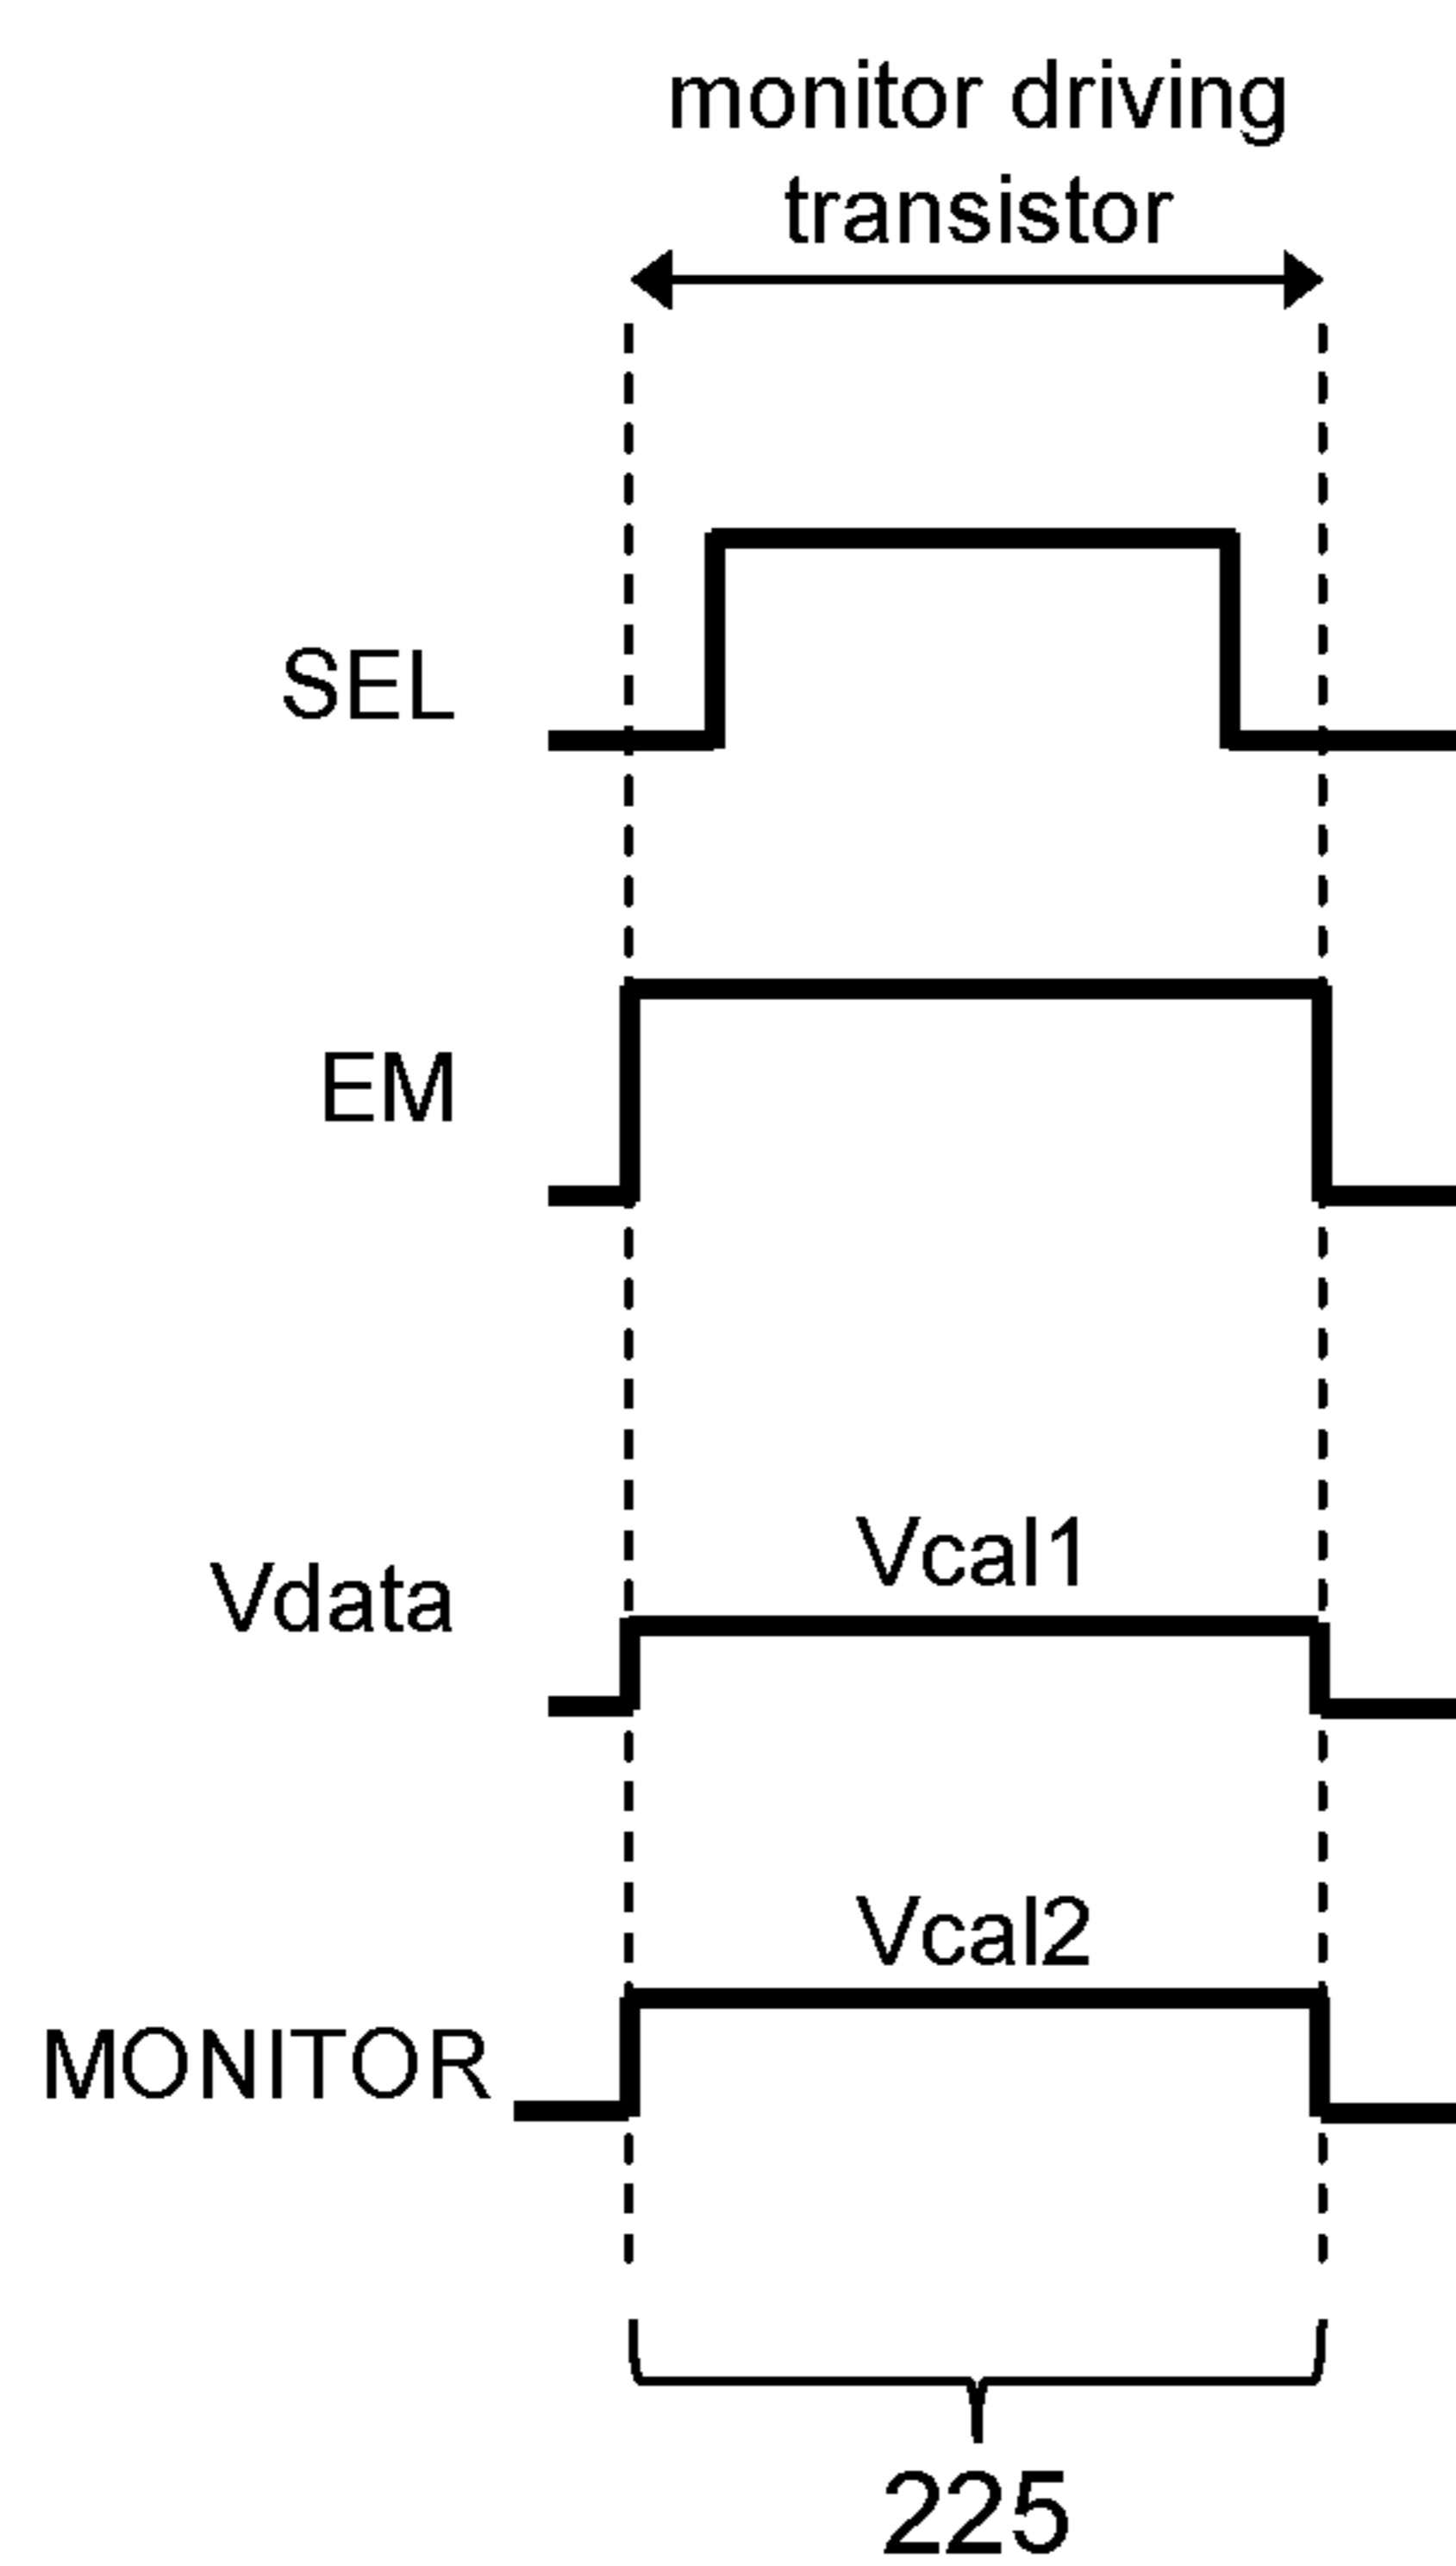 monitor driving
transistor
SEL
EM
Vcal1
Vdata
Vcal2
MONITOR
225